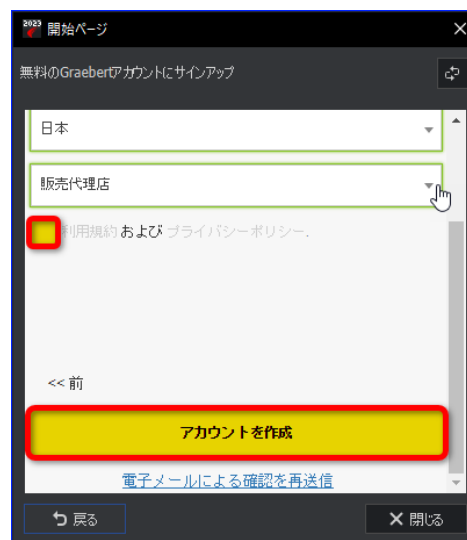 2023 開始ページ
無料のGraebertアカウントにサインアップ
日本
販売代理店
利用規約 および プライバシーポリシー.
<< 前
アカウントを作成
電子メールによる確認を再送信
戻る
閉じる